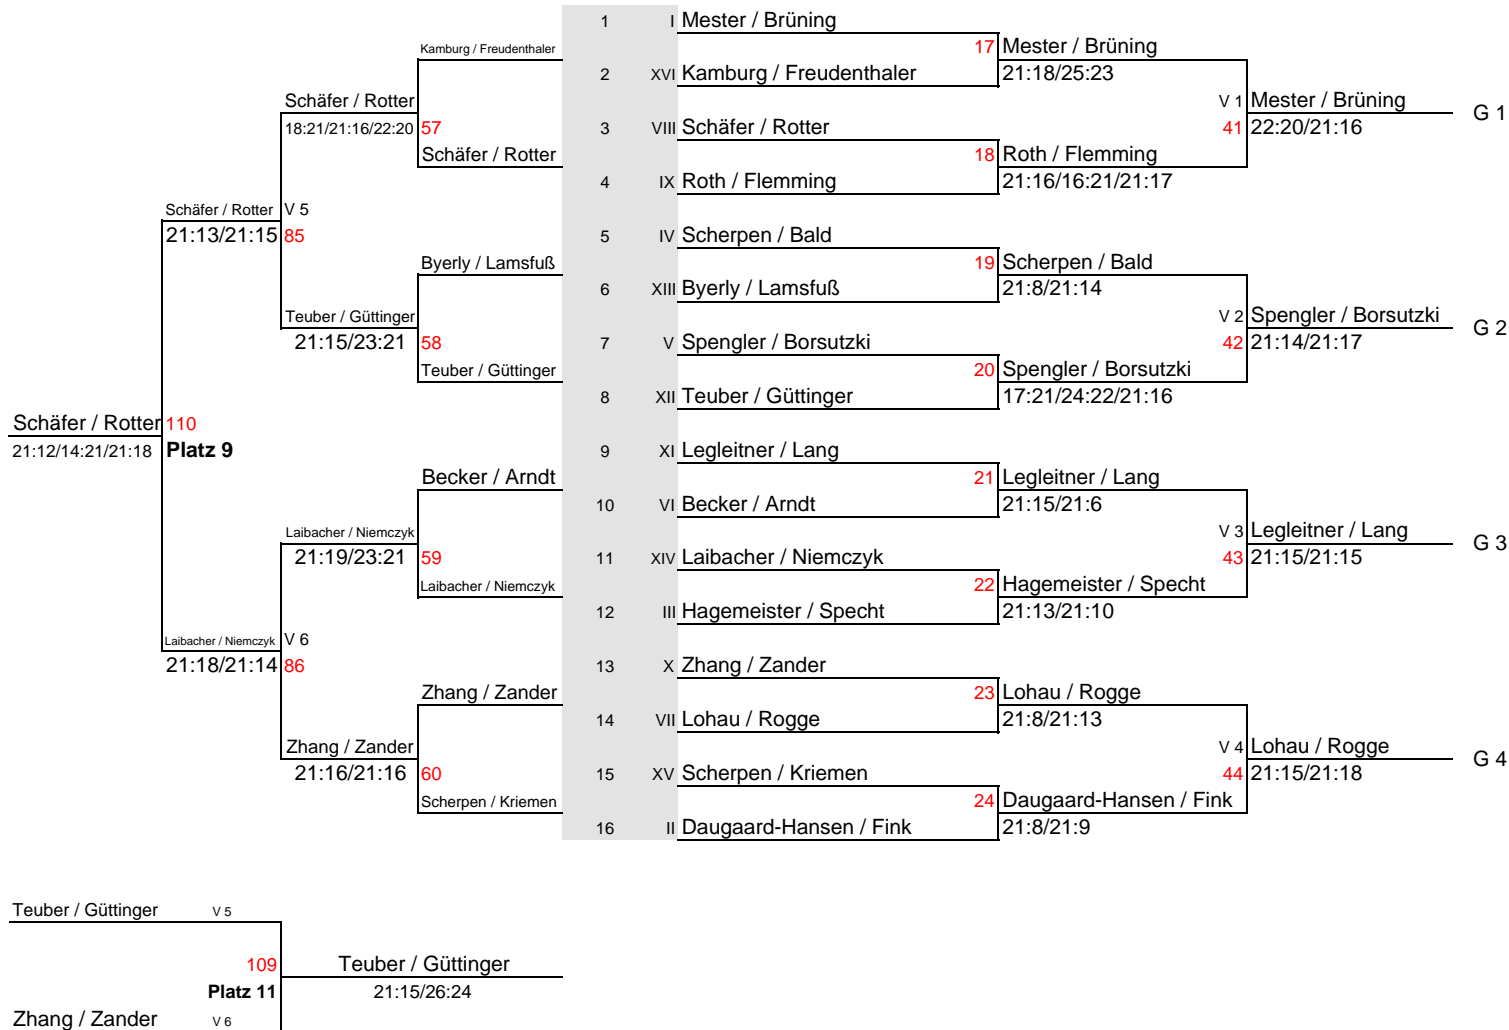 1 I Mester / Brüning
Kamburg / Freudenthaler 17 Mester / Brüning
2 XVI Kamburg / Freudenthaler 21:18/25:23
Schäfer / Rotter V 1 Mester / Brüning G 1
18:21/21:16/22:20 57 3 VIII Schäfer / Rotter 41 22:20/21:16
Schäfer / Rotter 18 Roth / Flemming
4 IX Roth / Flemming 21:16/16:21/21:17
Schäfer / Rotter V 5
21:13/21:15 85 5 IV Scherpen / Bald
Byerly / Lamsfuß 19 Scherpen / Bald
6 XIII Byerly / Lamsfuß 21:8/21:14
Teuber / Güttinger V 2 Spengler / Borsutzki G 2
21:15/23:21 58 7 V Spengler / Borsutzki 42 21:14/21:17
Teuber / Güttinger 20 Spengler / Borsutzki
8 XII Teuber / Güttinger 17:21/24:22/21:16
Schäfer / Rotter 110
21:12/14:21/21:18 Platz 9 9 XI Legleitner / Lang
Becker / Arndt 21 Legleitner / Lang
10 VI Becker / Arndt 21:15/21:6
Laibacher / Niemczyk V 3 Legleitner / Lang G 3
21:19/23:21 59 11 XIV Laibacher / Niemczyk 43 21:15/21:15
Laibacher / Niemczyk 22 Hagemeister / Specht
12 III Hagemeister / Specht 21:13/21:10
Laibacher / Niemczyk V 6
21:18/21:14 86 13 X Zhang / Zander
Zhang / Zander 23 Lohau / Rogge
14 VII Lohau / Rogge 21:8/21:13
Zhang / Zander V 4 Lohau / Rogge G 4
21:16/21:16 60 15 XV Scherpen / Kriemen 44 21:15/21:18
Scherpen / Kriemen 24 Daugaard-Hansen / Fink
16 II Daugaard-Hansen / Fink 21:8/21:9
Teuber / Güttinger V 5
109 Teuber / Güttinger
Platz 11 21:15/26:24
Zhang / Zander V 6